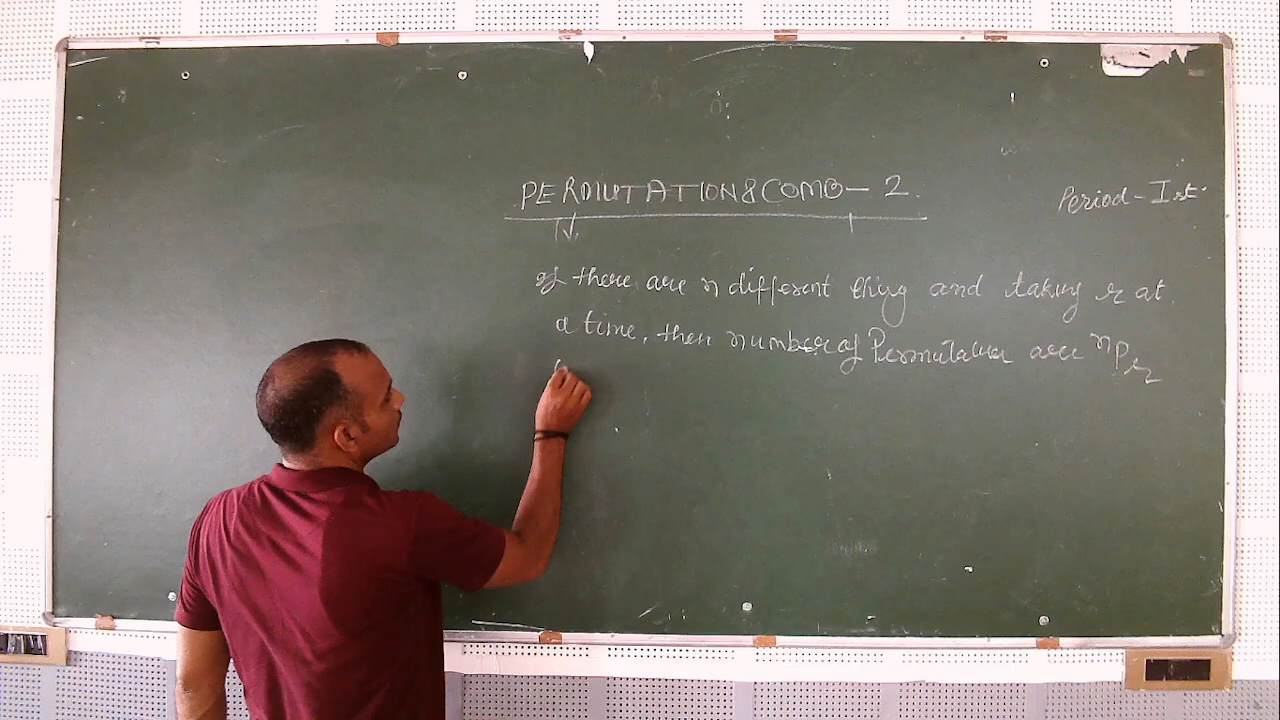 PERMUTATION & COMB - 2.
Period - Ist.
If there are n different thing and taking r at
a time, then number of Permutation are ⁿPᵣ